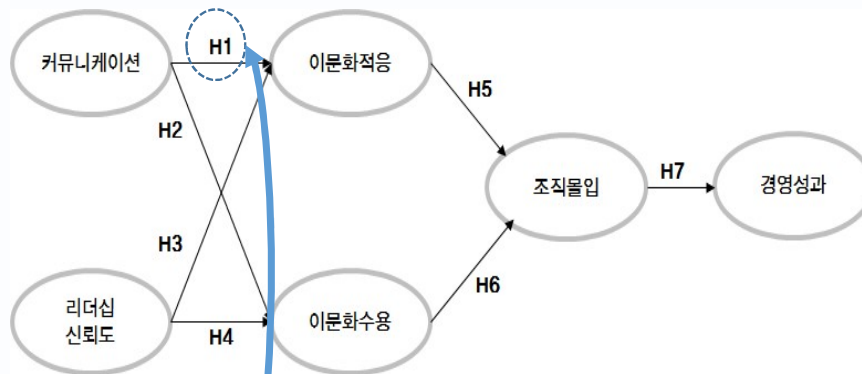 커뮤니케이션
H1
이문화적응
H5
H2
조직몰입
H7
경영성과
H3
리더십
신뢰도
H4
이문화수용
H6